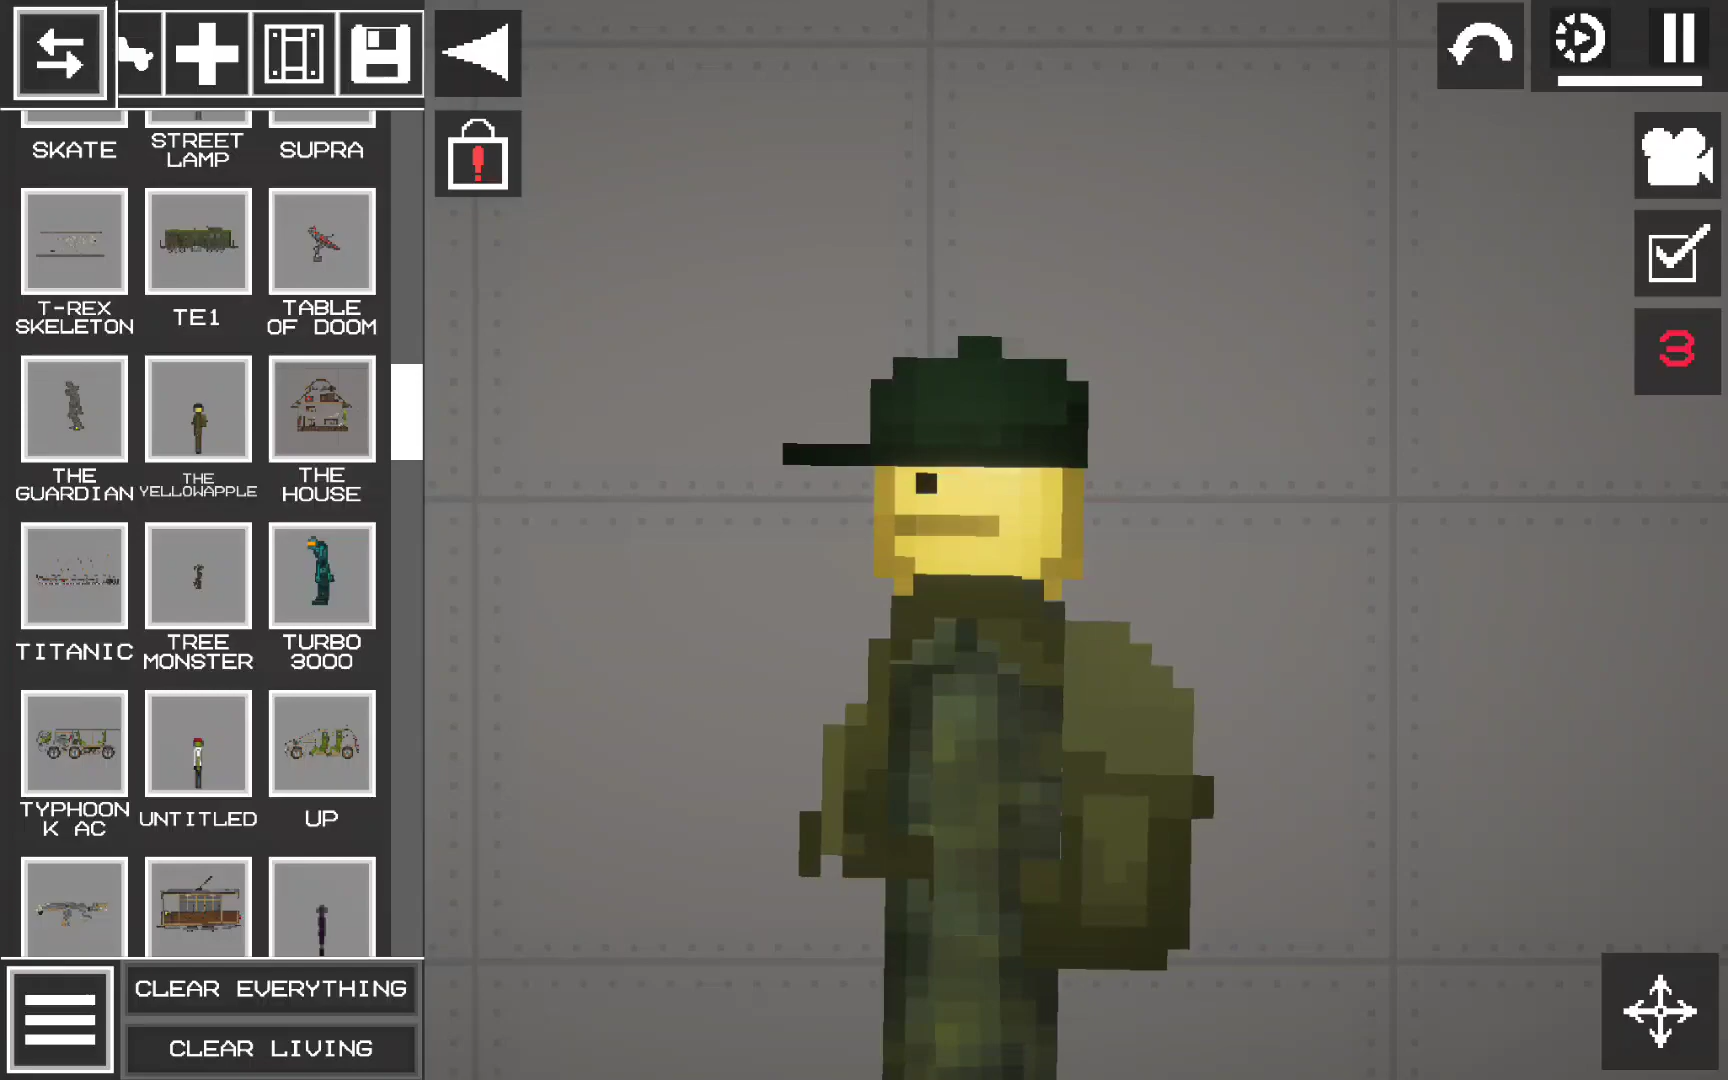 SKATE
STREET
LAMP
SUPRA
T-REX
SKELETON
TE1
TABLE
OF DOOM
THE
GUARDIAN
THE
YELLOWAPPLE
THE
HOUSE
TITANIC
TREE
MONSTER
TURBO
3000
TYPHOON
K AC
UNTITLED
UP
CLEAR EVERYTHING
CLEAR LIVING
3